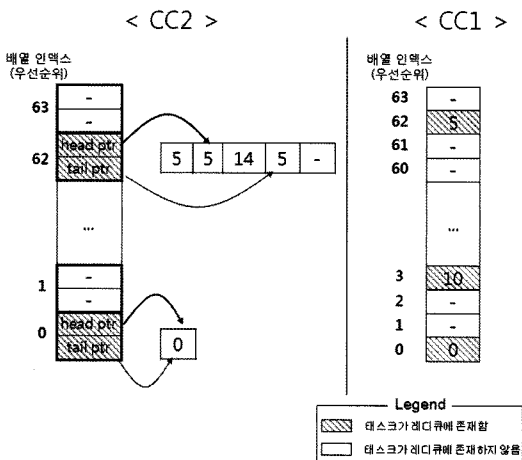 < CC2 >
배열 인덱스
(우선순위)
63
-
-
62
head ptr
tail ptr
5 5 14 5 -
...
1
-
-
0
head ptr
tail ptr
0
< CC1 >
배열 인덱스
(우선순위)
63 -
62 5
61 -
60 -
...
3 10
2 -
1 -
0 0
Legend
태스크가 레디큐에 존재함
태스크가 레디큐에 존재하지 않음